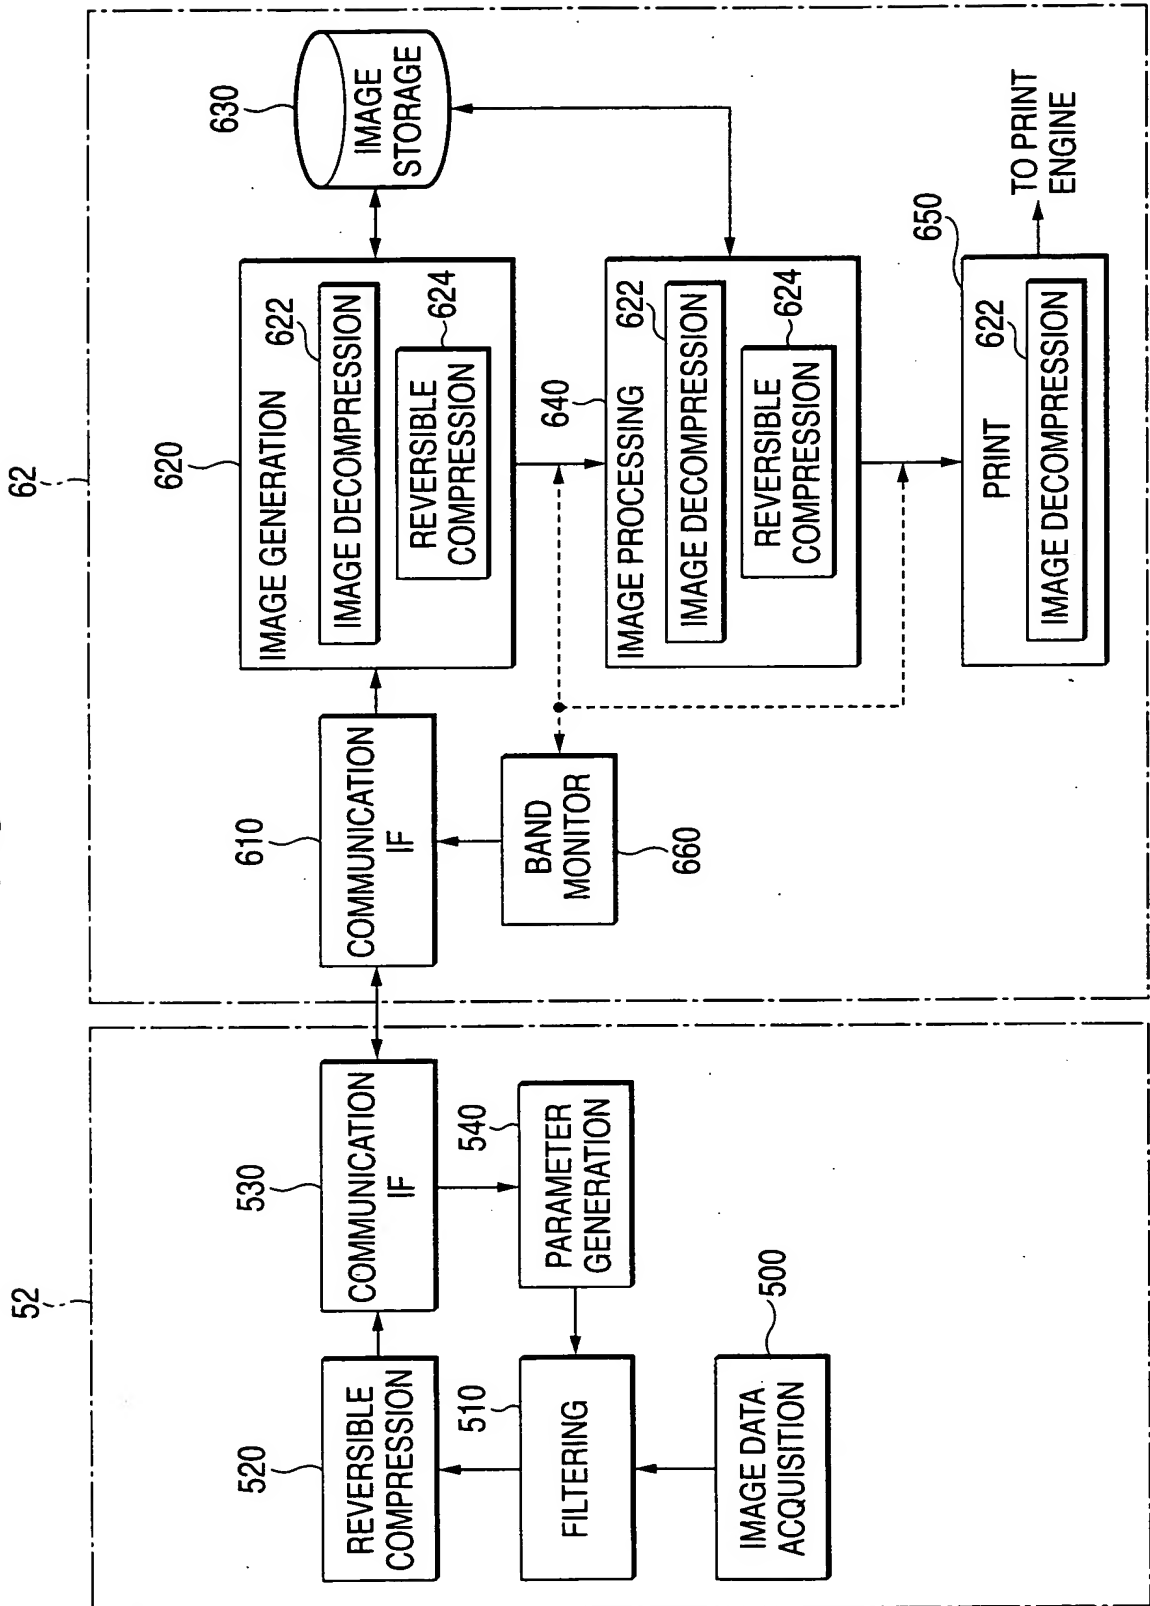 52
520
REVERSIBLE
COMPRESSION
530
COMMUNICATION
IF
510
FILTERING
540
PARAMETER
GENERATION
IMAGE DATA
ACQUISITION
500
62
610
COMMUNICATION
IF
BAND
MONITOR
660
620
IMAGE GENERATION
622
IMAGE DECOMPRESSION
624
REVERSIBLE
COMPRESSION
630
IMAGE
STORAGE
640
IMAGE PROCESSING
622
IMAGE DECOMPRESSION
624
REVERSIBLE
COMPRESSION
650
PRINT
622
IMAGE DECOMPRESSION
TO PRINT
ENGINE